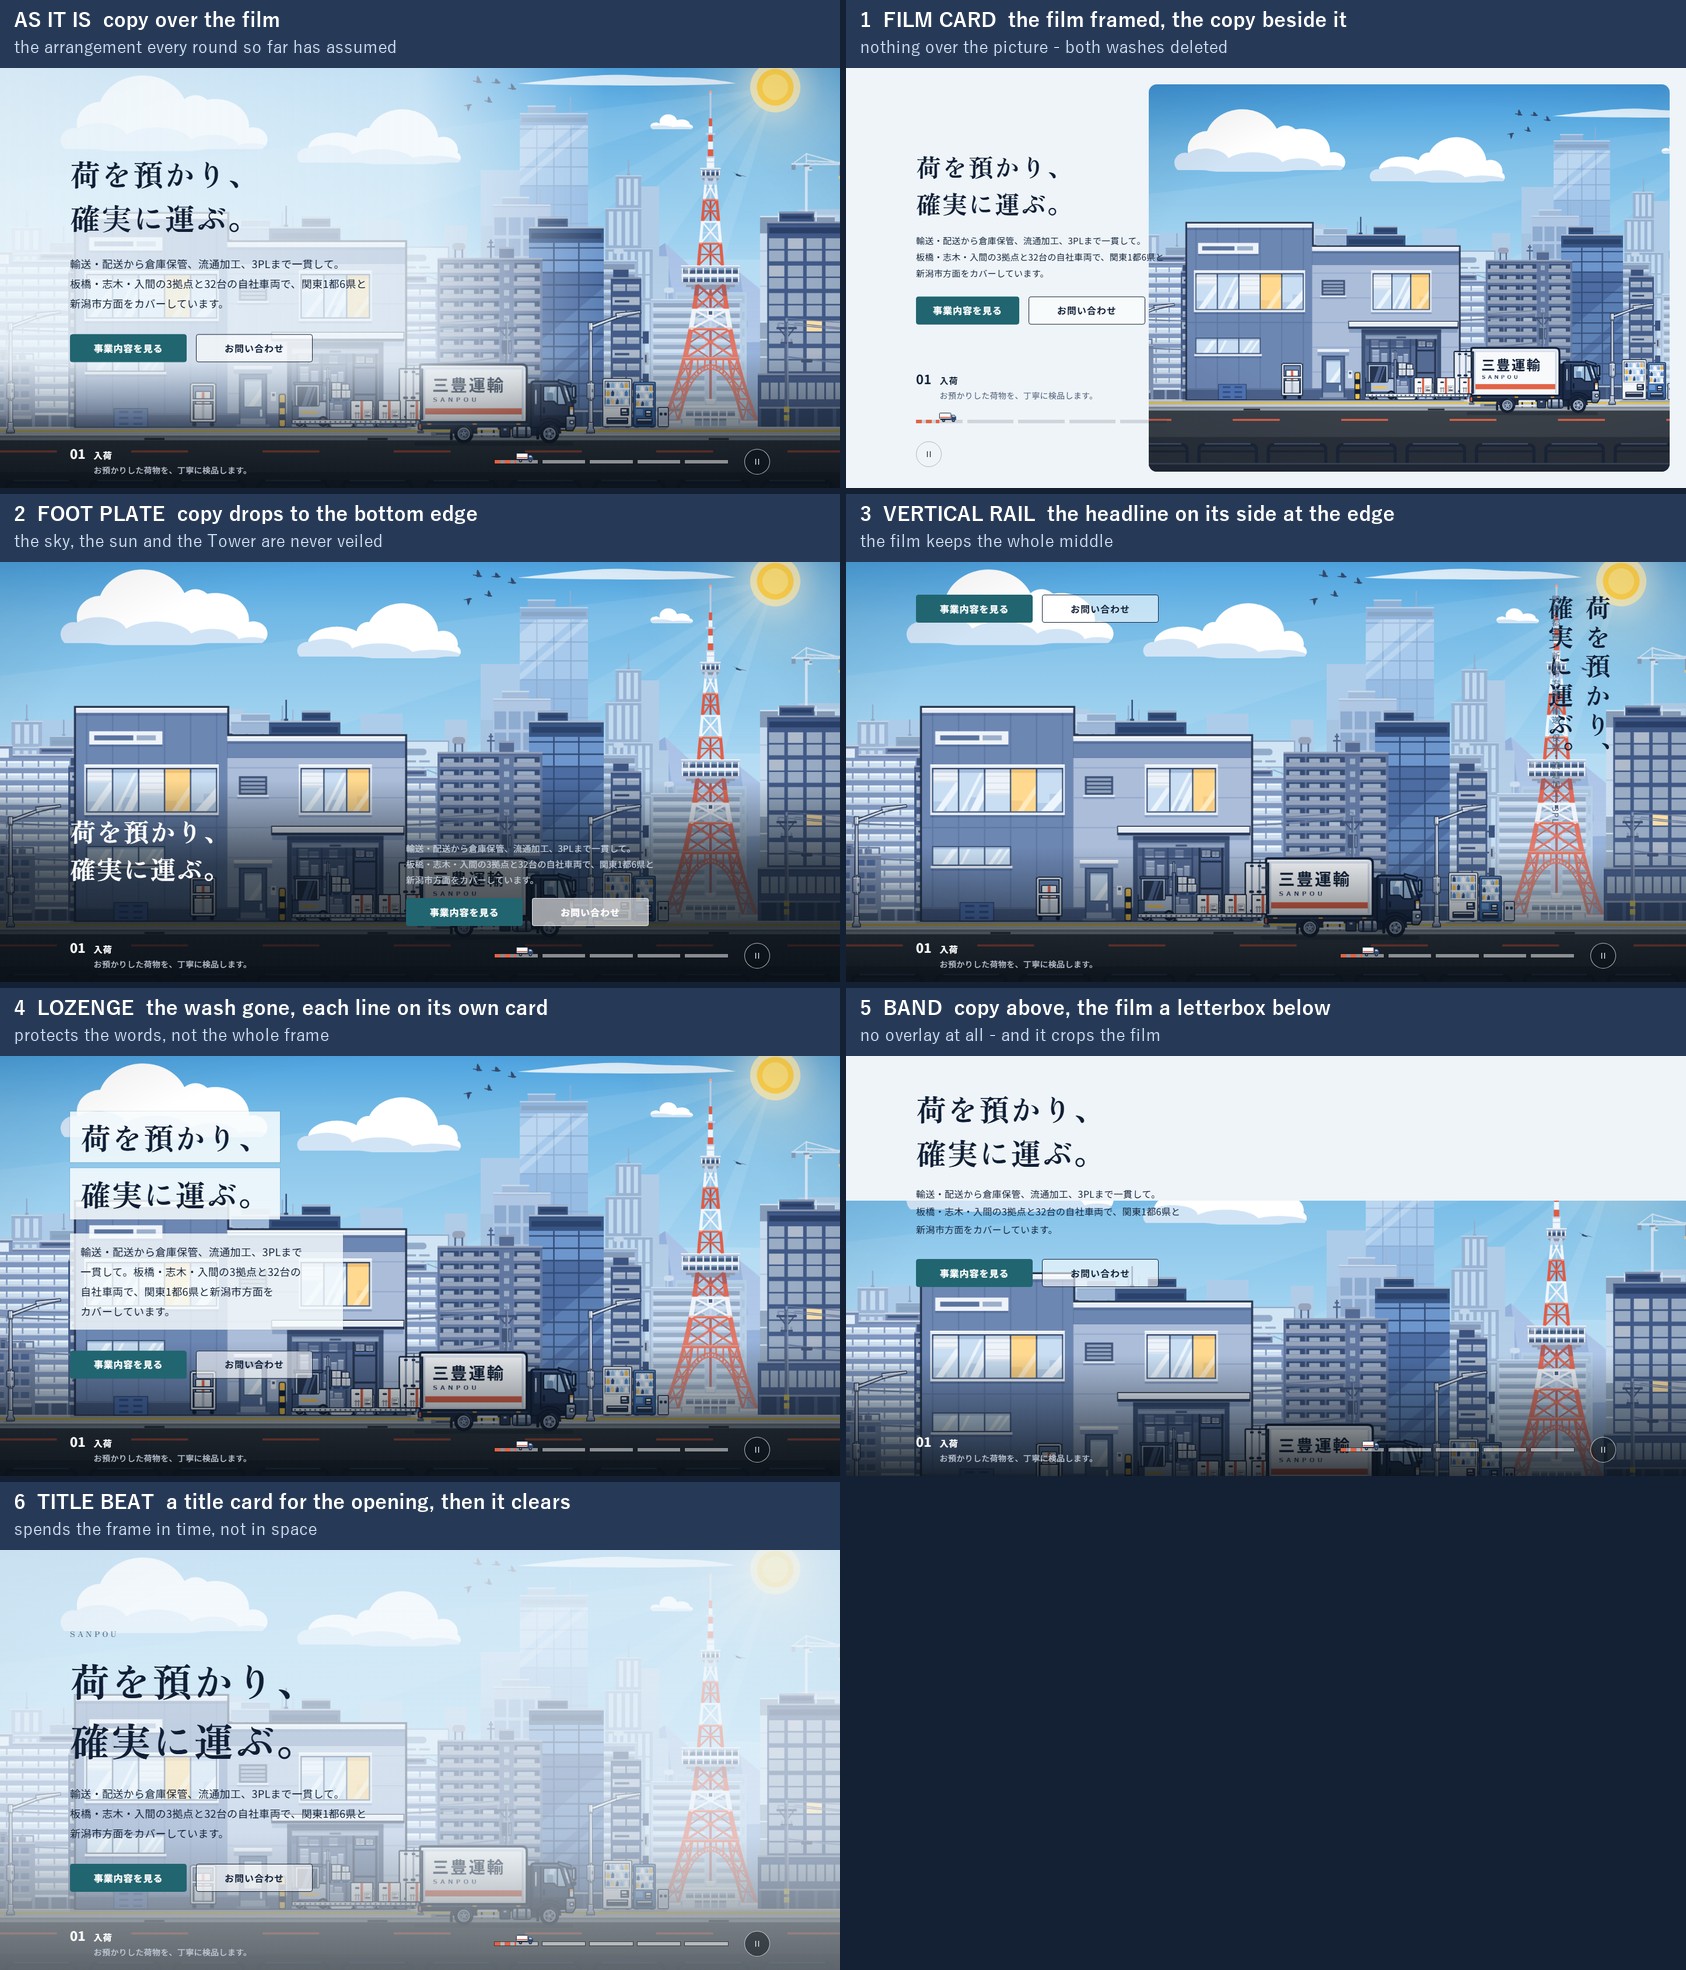 AS IT IS copy over the film
the arrangement every round so far has assumed
荷を預かり、
確実に運ぶ。
輸送・配送から倉庫保管、流通加工、3PLまで一貫して。
板橋・志木・入間の3拠点と32台の自社車両で、関東1都6県と
新潟市方面をカバーしています。
事業内容を見る お問い合わせ
三豊運輸
SANPOU
01 入荷
お預かりした荷物を、丁寧に検品します。
1 FILM CARD the film framed, the copy beside it
nothing over the picture - both washes deleted
荷を預かり、
確実に運ぶ。
輸送・配送から倉庫保管、流通加工、3PLまで一貫して。
板橋・志木・入間の3拠点と32台の自社車両で、関東1都6県と
新潟市方面をカバーしています。
事業内容を見る お問い合わせ
三豊運輸
SANPOU
01 入荷
お預かりした荷物を、丁寧に検品します。
2 FOOT PLATE copy drops to the bottom edge
the sky, the sun and the Tower are never veiled
荷を預かり、
確実に運ぶ。
輸送・配送から倉庫保管、流通加工、3PLまで一貫して。
板橋・志木・入間の3拠点と32台の自社車両で、関東1都6県と
新潟市方面をカバーしています。
事業内容を見る お問い合わせ
01 入荷
お預かりした荷物を、丁寧に検品します。
3 VERTICAL RAIL the headline on its side at the edge
the film keeps the whole middle
事業内容を見る お問い合わせ
荷を預かり、
確実に運ぶ。
三豊運輸
SANPOU
01 入荷
お預かりした荷物を、丁寧に検品します。
4 LOZENGE the wash gone, each line on its own card
protects the words, not the whole frame
荷を預かり、
確実に運ぶ。
輸送・配送から倉庫保管、流通加工、3PLまで
一貫して。板橋・志木・入間の3拠点と32台の
自社車両で、関東1都6県と新潟市方面を
カバーしています。
事業内容を見る お問い合わせ
三豊運輸
SANPOU
01 入荷
お預かりした荷物を、丁寧に検品します。
5 BAND copy above, the film a letterbox below
no overlay at all - and it crops the film
荷を預かり、
確実に運ぶ。
輸送・配送から倉庫保管、流通加工、3PLまで一貫して。
板橋・志木・入間の3拠点と32台の自社車両で、関東1都6県と
新潟市方面をカバーしています。
事業内容を見る お問い合わせ
三豊運輸
SANPOU
01 入荷
お預かりした荷物を、丁寧に検品します。
6 TITLE BEAT a title card for the opening, then it clears
spends the frame in time, not in space
SANPOU
荷を預かり、
確実に運ぶ。
輸送・配送から倉庫保管、流通加工、3PLまで一貫して。
板橋・志木・入間の3拠点と32台の自社車両で、関東1都6県と
新潟市方面をカバーしています。
事業内容を見る お問い合わせ
三豊運輸
SANPOU
01 入荷
お預かりした荷物を、丁寧に検品します。